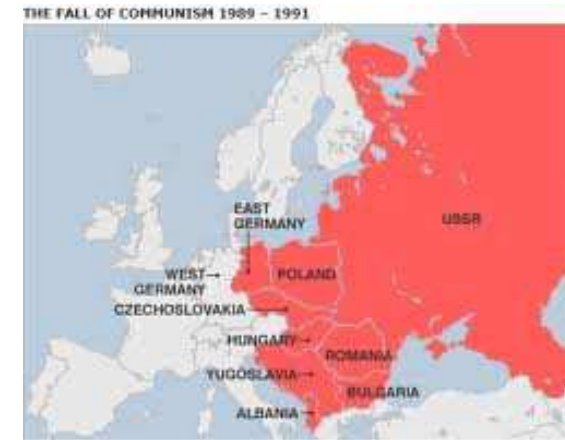 THE FALL OF COMMUNISM 1989 – 1991
EAST
GERMANY
USSR
WEST
GERMANY
POLAND
CZECHOSLOVAKIA
HUNGARY
ROMANIA
YUGOSLAVIA
BULGARIA
ALBANIA